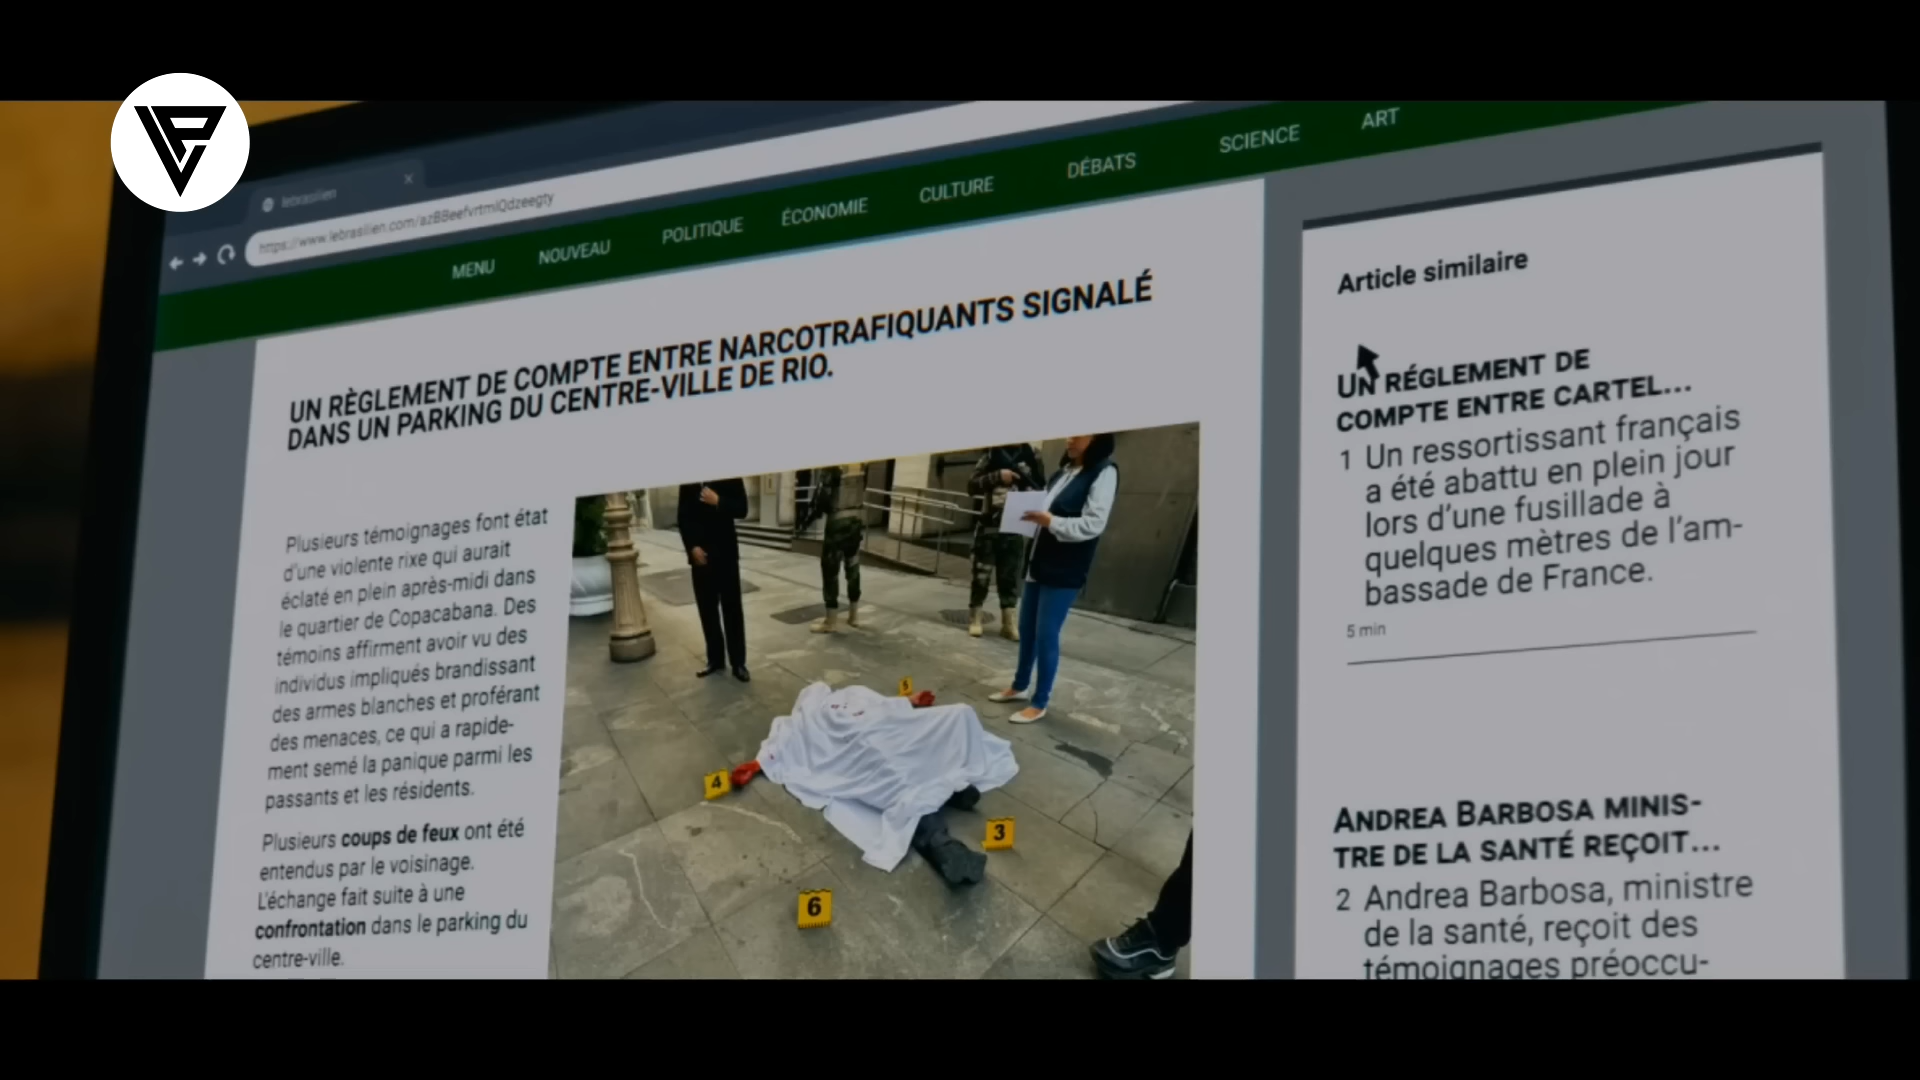 lebrasilien
https://www.lebrasilien.com/azBBeefvrtmlQdzeegty
MENU NOUVEAU POLITIQUE ÉCONOMIE CULTURE DÉBATS SCIENCE ART
UN RÈGLEMENT DE COMPTE ENTRE NARCOTRAFIQUANTS SIGNALÉ
DANS UN PARKING DU CENTRE-VILLE DE RIO.
Plusieurs témoignages font état
d'une violente rixe qui aurait
éclaté en plein après-midi dans
le quartier de Copacabana. Des
témoins affirment avoir vu des
individus impliqués brandissant
des armes blanches et proférant
des menaces, ce qui a rapide-
ment semé la panique parmi les
passants et les résidents.
Plusieurs coups de feux ont été
entendus par le voisinage.
L'échange fait suite à une
confrontation dans le parking du
centre-ville.
5
4
3
6
Article similaire
UN RÉGLEMENT DE
COMPTE ENTRE CARTEL...
1 Un ressortissant français
a été abattu en plein jour
lors d'une fusillade à
quelques mètres de l'am-
bassade de France.
5 min
ANDREA BARBOSA MINIS-
TRE DE LA SANTÉ REÇOIT...
2 Andrea Barbosa, ministre
de la santé, reçoit des
témoignages préoccu-